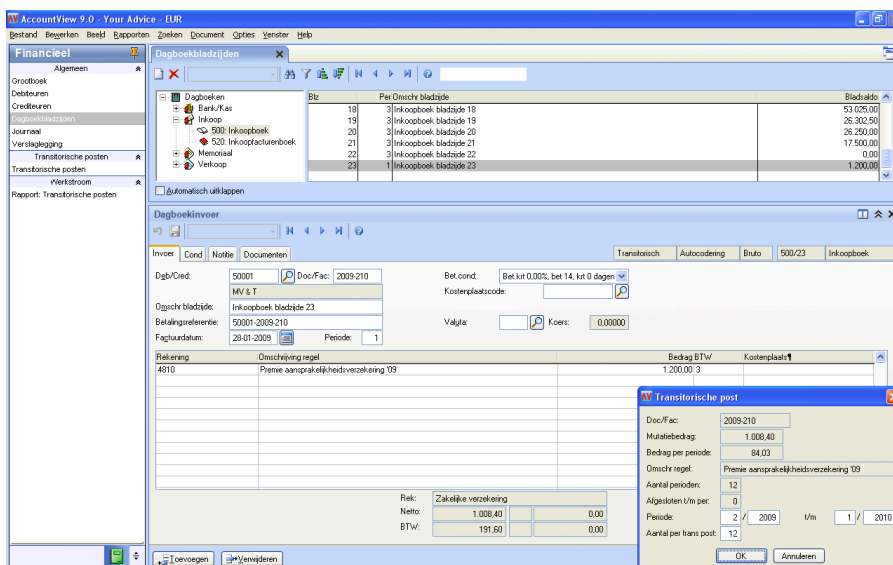 AccountView 9.0 - Your Advice - EUR
Bestand Bewerken Beeld Rapporten Zoeken Document Opties Venster Help
Financieel
Algemeen
Grootboek
Debiteuren
Crediteuren
Dagboekbladzijden
Journaal
Verslaglegging
Transitorische posten
Transitorische posten
Werkstroom
Rapport: Transitorische posten
Dagboekbladzijden
Dagboeken
Bank/Kas
Inkoop
500: Inkoopboek
520: Inkoopfacturenboek
Memoriaal
Verkoop
Automatisch uitklappen
Blz Per Omschr bladzijde Bladsaldo
18 3 Inkoopboek bladzijde 18 53.025,00
19 3 Inkoopboek bladzijde 19 26.302,50
20 3 Inkoopboek bladzijde 20 26.250,00
21 3 Inkoopboek bladzijde 21 17.500,00
22 3 Inkoopboek bladzijde 22 0,00
23 1 Inkoopboek bladzijde 23 1.200,00
Dagboekinvoer
Invoer Cond Notitie Documenten Transitorisch Autocodering Bruto 500/23 Inkoopboek
Deb/Cred: 50001 Doc/Fac: 2009-210 Bet.cond: Bet.krt 0,00%, bet 14, krt 0 dagen
MV & T Kostenplaatscode:
Omschr bladzijde: Inkoopboek bladzijde 23
Betalingsreferentie: 50001-2009-210 Valuta: Koers: 0,00000
Factuurdatum: 28-01-2009 Periode: 1
Rekening Omschrijving regel Bedrag BTW Kostenplaats¶
4810 Premie aansprakelijkheidsverzekering '09 1.200,00 3
Rek: Zakelijke verzekering
Netto: 1.008,40 0,00
BTW: 191,60 0,00
Toevoegen Verwijderen
Transitorische post
Doc/Fac: 2009-210
Mutatiebedrag: 1.008,40
Bedrag per periode: 84,03
Omschr regel: Premie aansprakelijkheidsverzekering '09
Aantal perioden: 12
Afgesloten t/m per: 0
Periode: 2 / 2009 t/m 1 / 2010
Aantal per trans post: 12
OK Annuleren